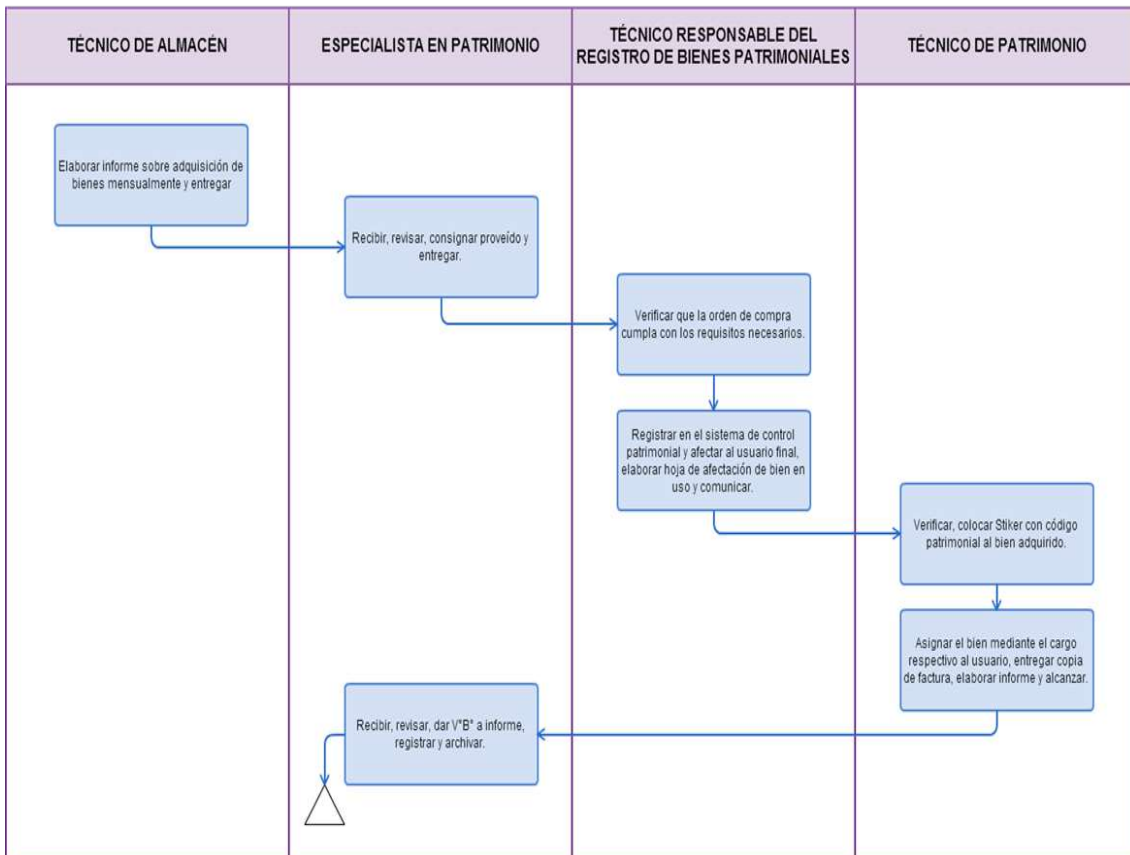 TÉCNICO DE ALMACÉN
ESPECIALISTA EN PATRIMONIO
TÉCNICO RESPONSABLE DEL
REGISTRO DE BIENES PATRIMONIALES
TÉCNICO DE PATRIMONIO
Elaborar informe sobre adquisición de
bienes mensualmente y entregar
Recibir, revisar, consignar proveído y
entregar.
Verificar que la orden de compra
cumpla con los requisitos necesarios.
Registrar en el sistema de control
patrimonial y afectar al usuario final,
elaborar hoja de afectación de bien en
uso y comunicar.
Verificar, colocar Stiker con código
patrimonial al bien adquirido.
Asignar el bien mediante el cargo
respectivo al usuario, entregar copia
de factura, elaborar informe y alcanzar.
Recibir, revisar, dar V°B° a informe,
registrar y archivar.